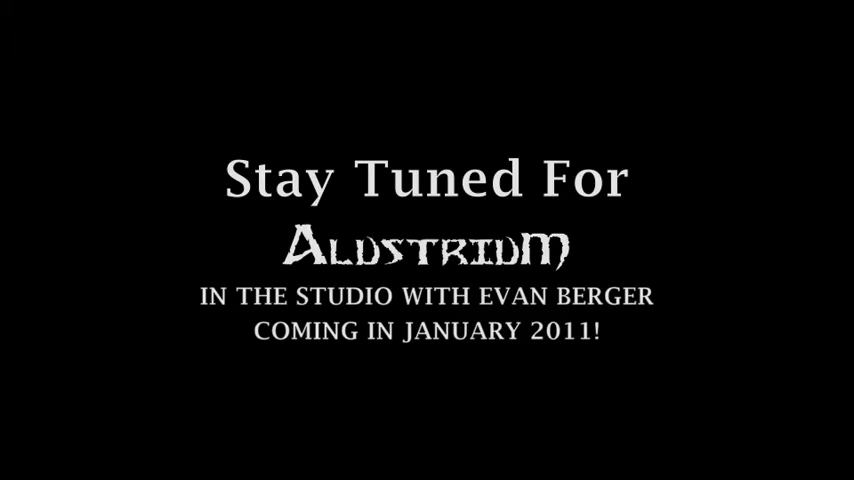 Stay Tuned For
ALUSTRIUM
IN THE STUDIO WITH EVAN BERGER
COMING IN JANUARY 2011!